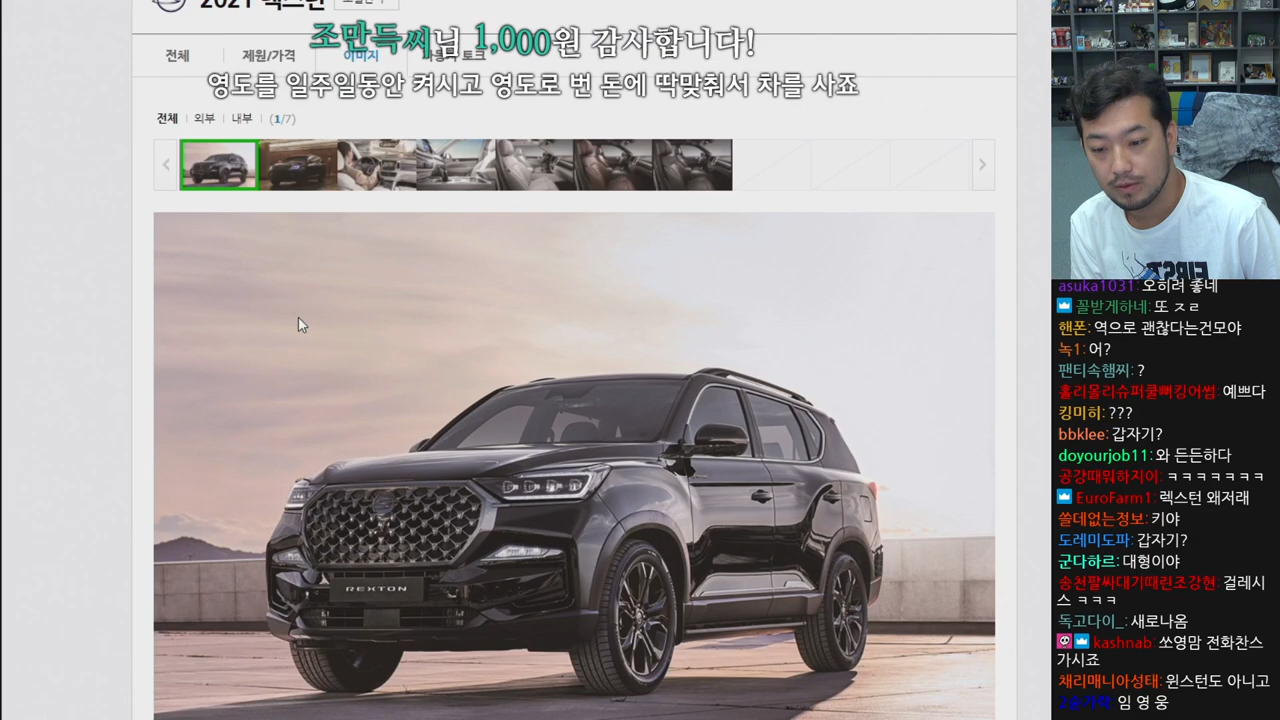 2021 렉스턴
조만득씨님 1,000원 감사합니다!
전체 제원/가격 이미지 토크
영도를 일주일동안 켜시고 영도로 번 돈에 딱맞춰서 차를 사죠
전체 외부 내부 (1/7)
REXTON
FIRST
asuka1031: 오히려 좋네
꼴받게하네: 또 ㅈㄹ
핸폰: 역으로 괜찮다는건모야
녹1: 어?
팬티속햄찌: ?
홀리몰리슈퍼쿨뻐킹어썸: 예쁘다
킹미히: ???
bbklee: 갑자기?
doyourjob11: 와 든든하다
공강때뭐하지이: ㅋㅋㅋㅋㅋㅋㅋ
EuroFarm1: 렉스턴 왜저래
쓸데없는정보: 키야
도레미도파: 갑자기?
군다하르: 대형이야
송천팔싸대기때린조강현: 걸레시
스 ㅋㅋㅋ
독고다이_: 새로나옴
kashnab: 쏘영맘 전화찬스
가시죠
채리매니아성태: 윈스턴도 아니고
임 영 웅